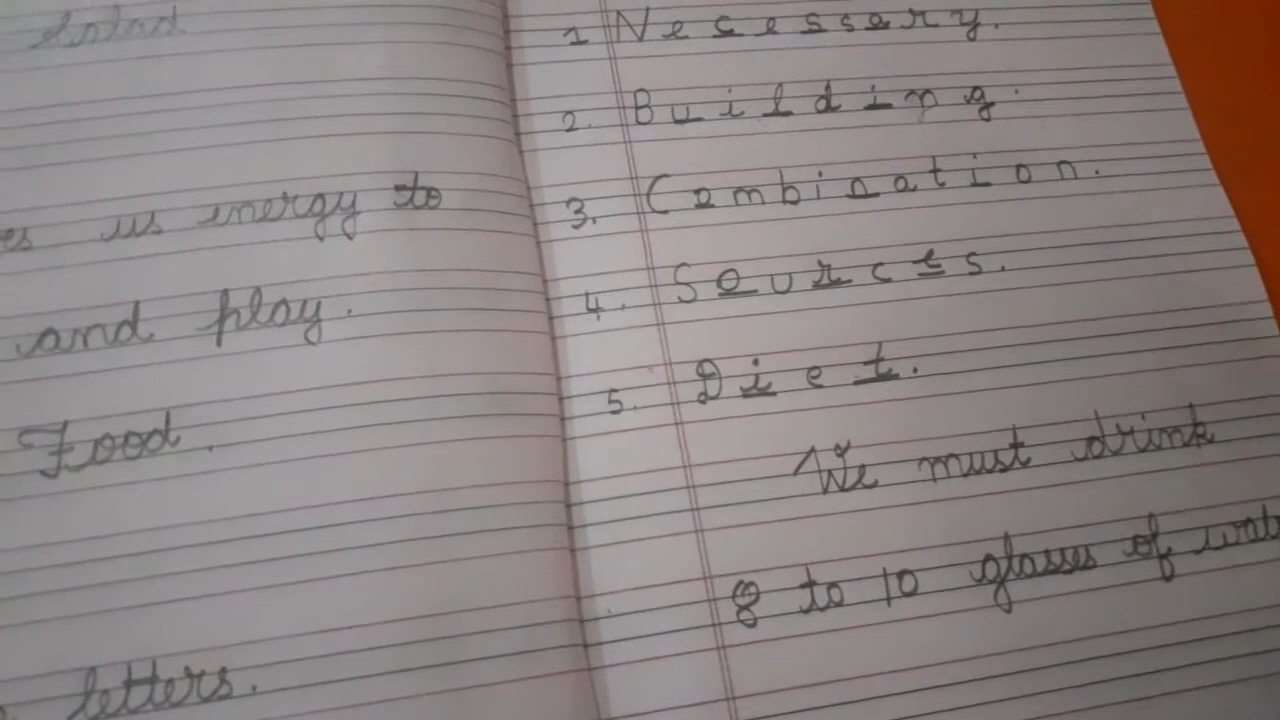 us energy to
and play.
Food.
letters.
1 Necessary.
2. Building.
3. Combination.
4. Sources.
5. Diet.
We must drink
8 to 10 glasses of